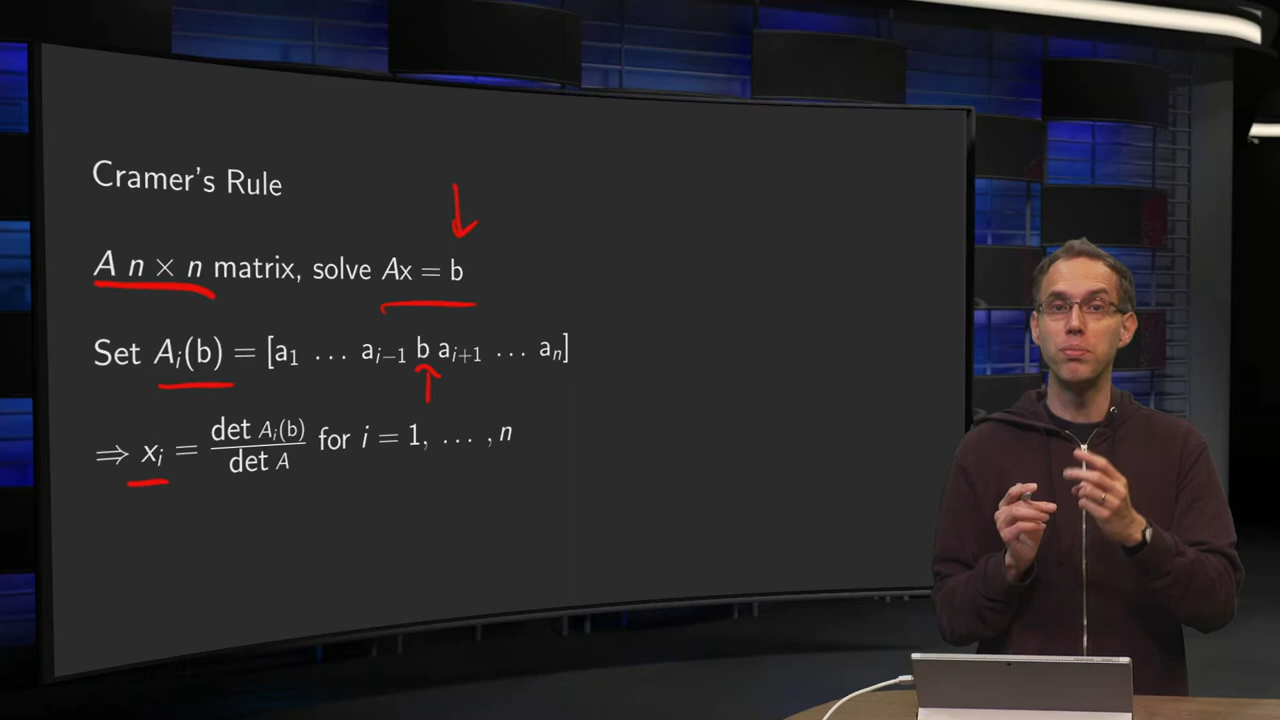 Cramer's Rule
A n × n matrix, solve Ax = b
Set Aᵢ(b) = [a₁ … aᵢ₋₁ b aᵢ₊₁ … aₙ]
⇒ xᵢ = det Aᵢ(b) / det A for i = 1, … , n